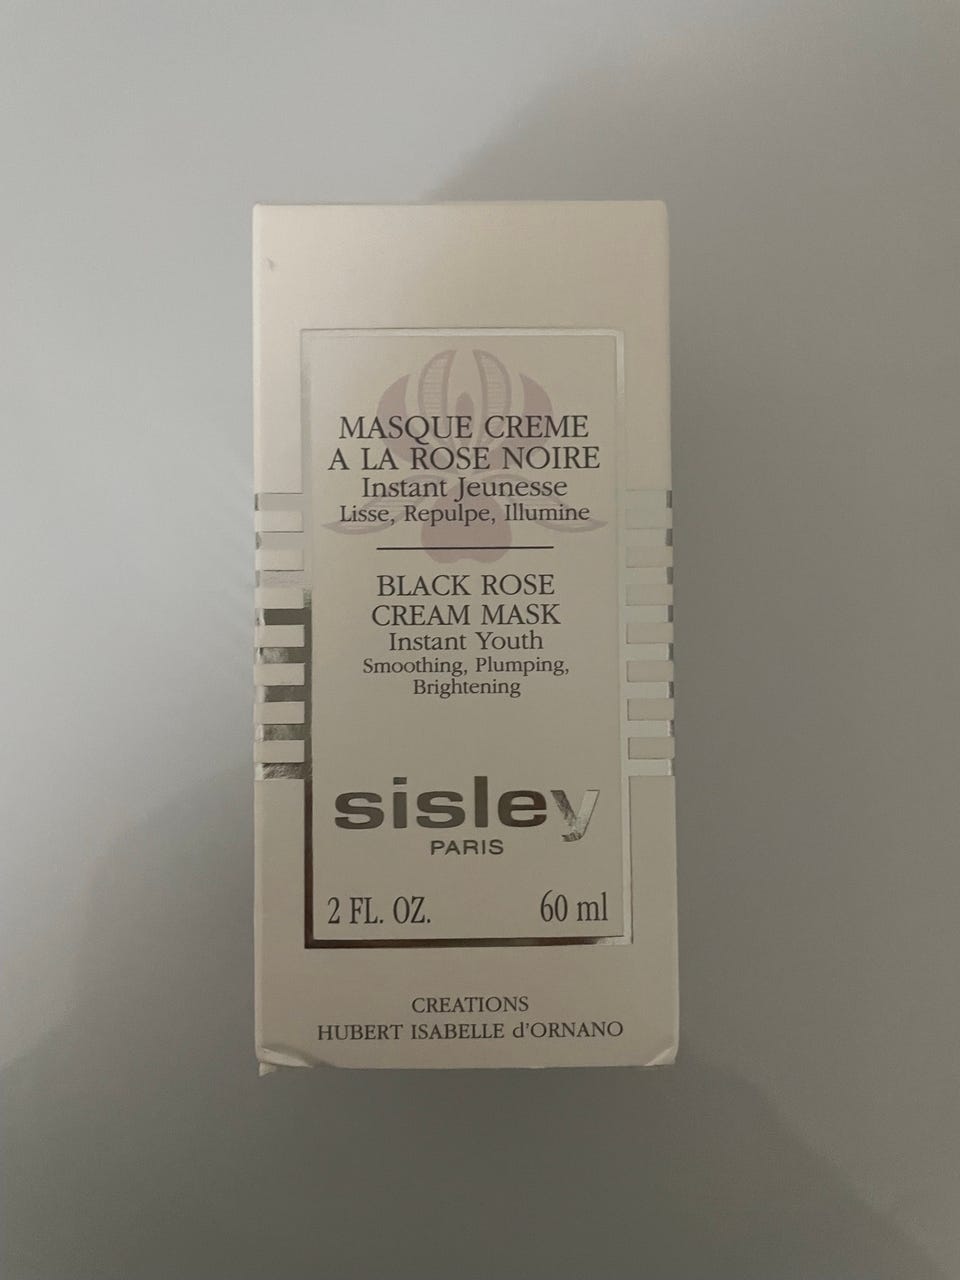 MASQUE CREME
A LA ROSE NOIRE
Instant Jeunesse
Lisse, Repulpe, Illumine
BLACK ROSE
CREAM MASK
Instant Youth
Smoothing, Plumping,
Brightening
sisley
PARIS
2 FL. OZ. 60 ml
CREATIONS
HUBERT ISABELLE d'ORNANO